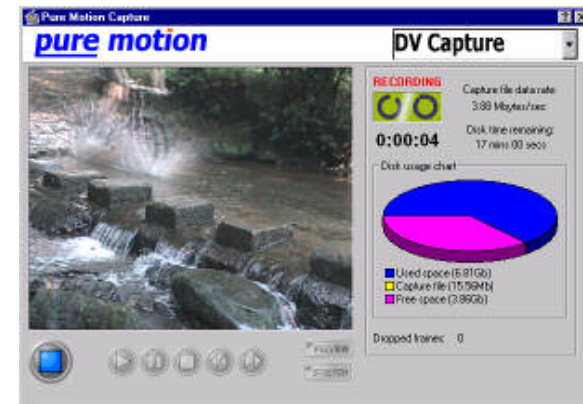 Pure Motion Capture
pure motion
DV Capture
RECORDING
Capture file data rate:
3.88 Mbytes/sec
0:00:04
Disk time remaining:
17 mins 00 secs
Disk usage chart
Used space (6.81Gb)
Capture file (15.56Mb)
Free space (3.86Gb)
Dropped frames: 0